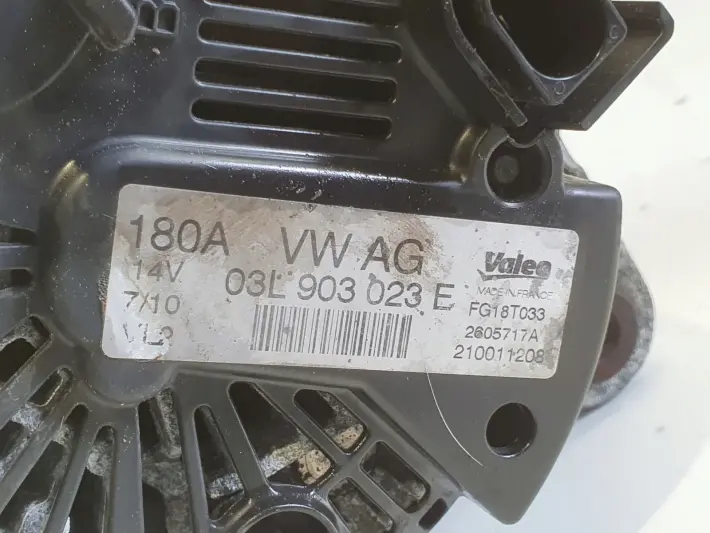 180A VW AG
14V 03L 903 023 E
7/10
Valeo
MADE IN FRANCE
FG18T033
2605717A
210011208